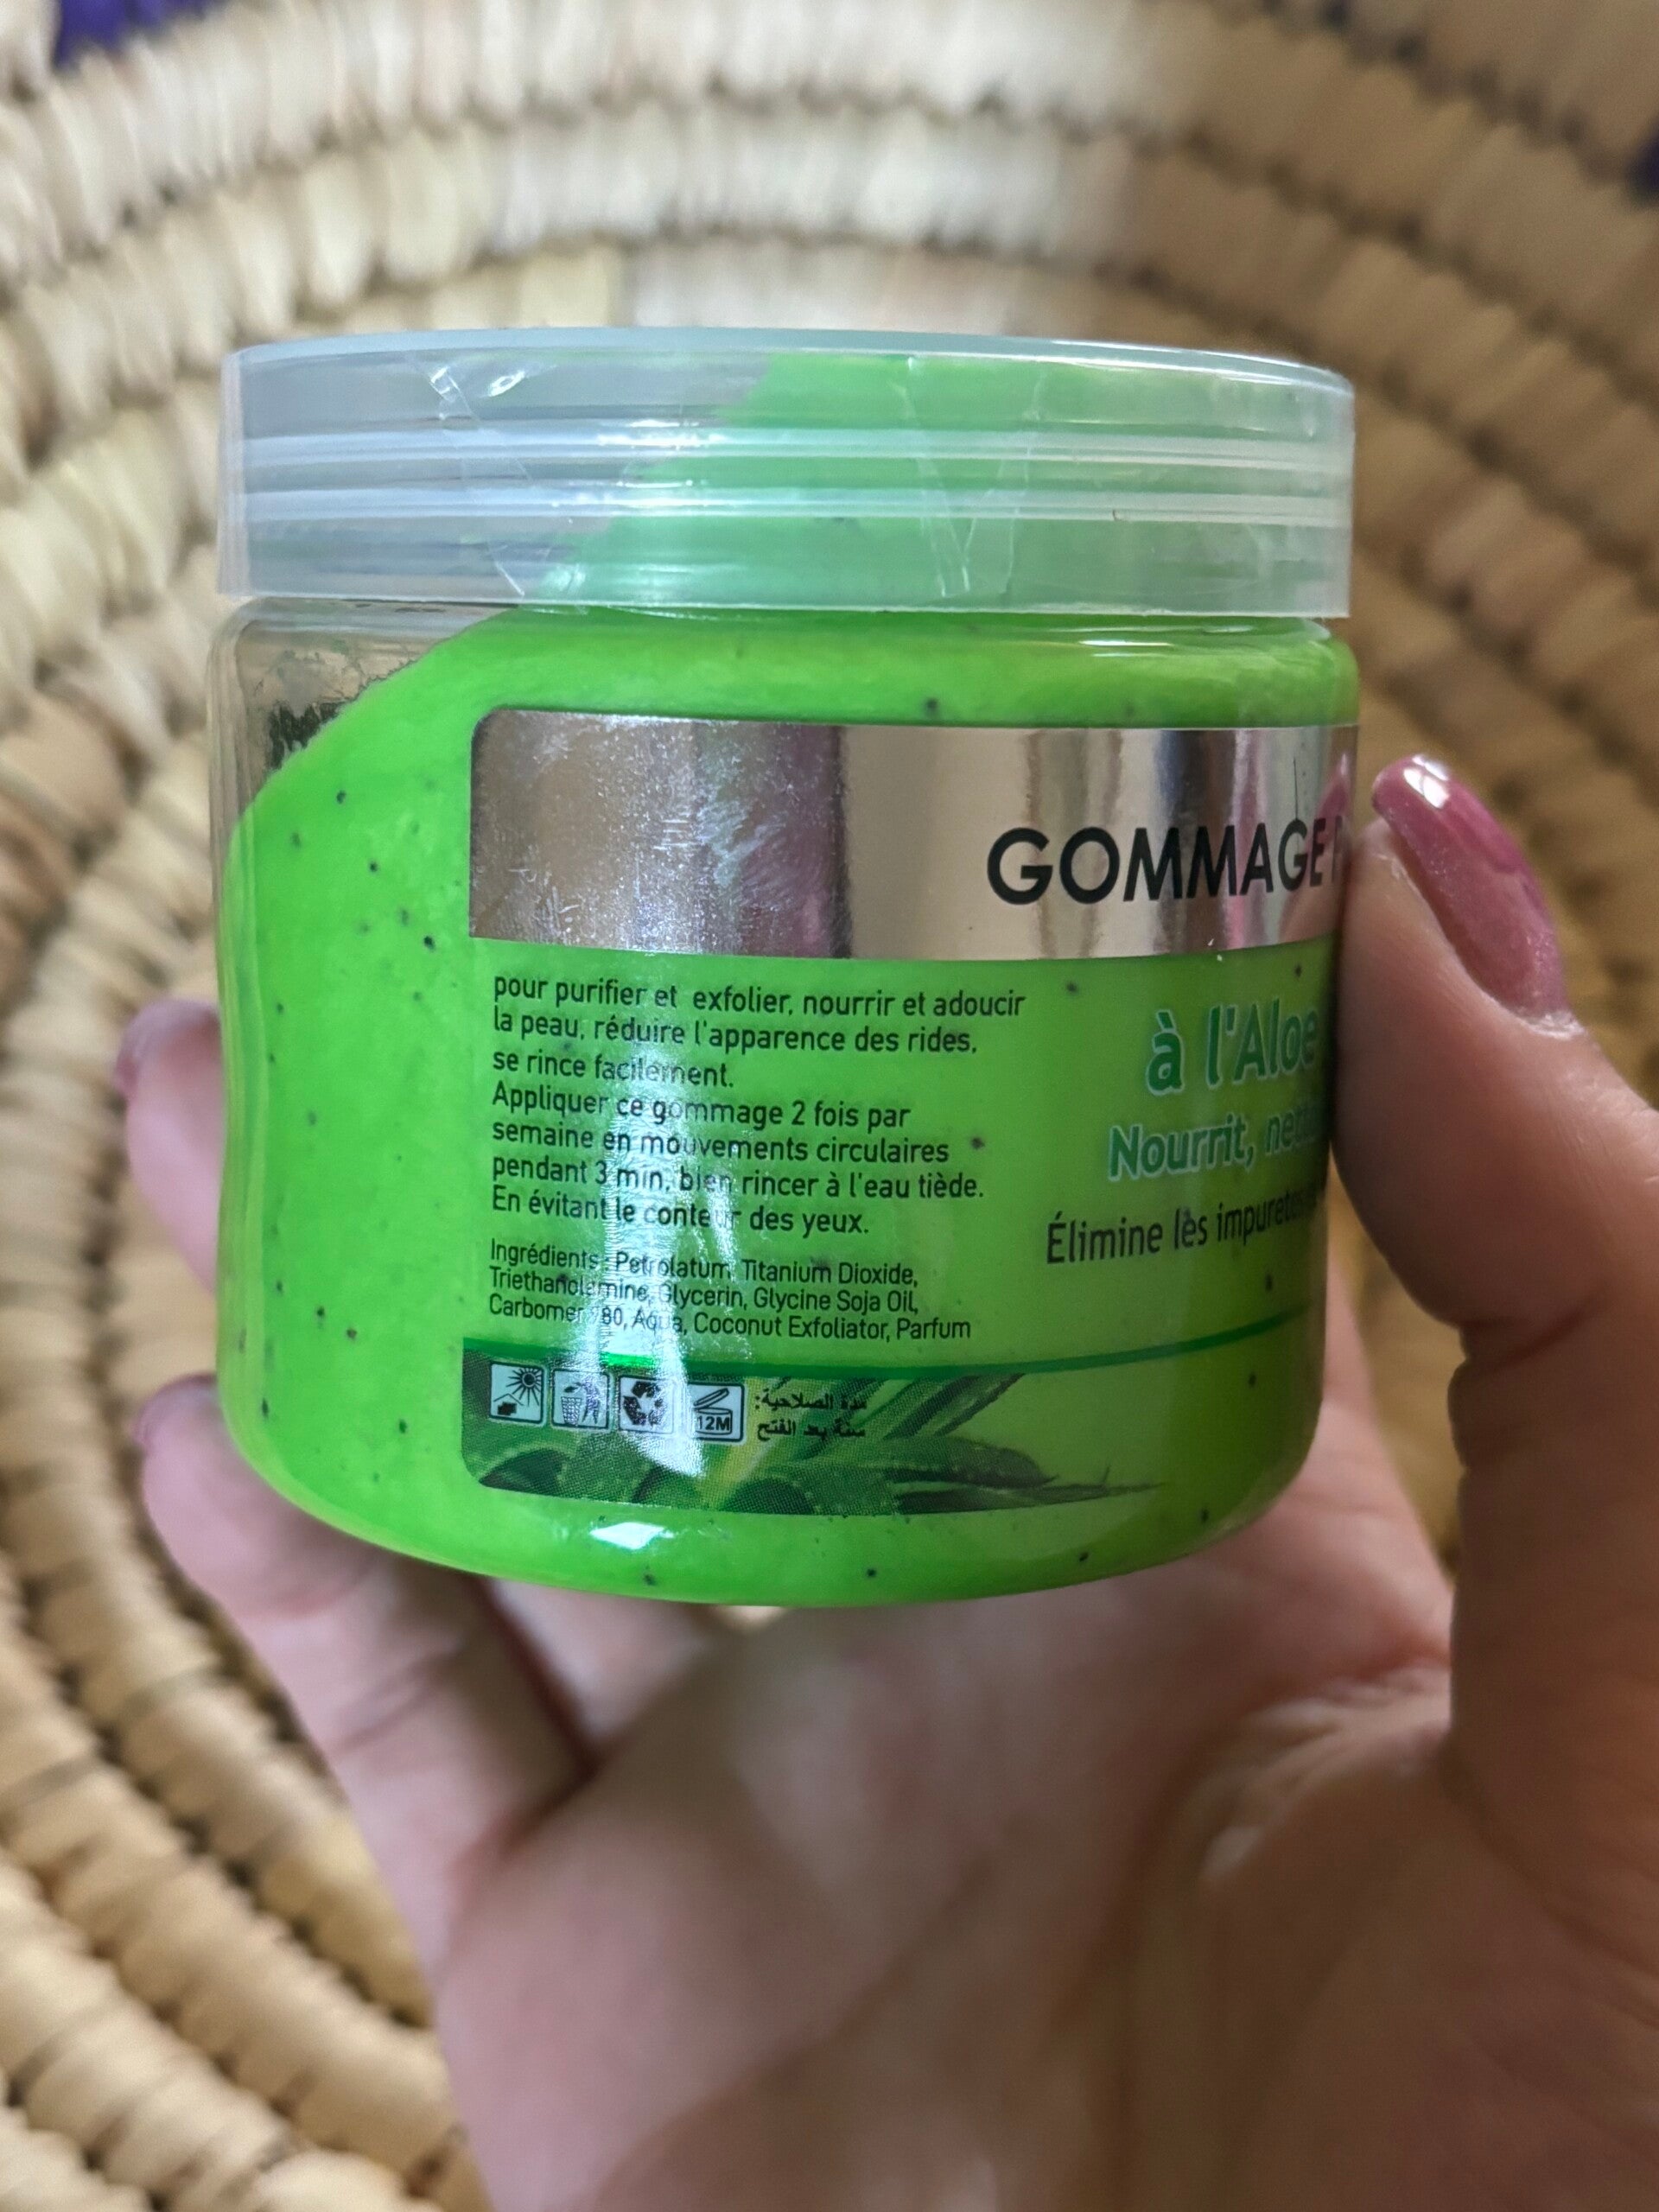 GOMMAGE
pour purifier et exfolier, nourrir et adoucir
la peau, réduire l'apparence des rides,
se rince facilement.
Appliquer ce gommage 2 fois par
semaine en mouvements circulaires
pendant 3 min, bien rincer à l'eau tiède.
En évitant le conteur des yeux.
Ingrédients : Petrolatum, Titanium Dioxide,
Triethanolamine, Glycerin, Glycine Soja Oil,
Carbomer 980, Aqua, Coconut Exfoliator, Parfum
12M
مدة الصلاحية:
سنة بعد الفتح
à l'Aloe
Nourrit,
Élimine lès